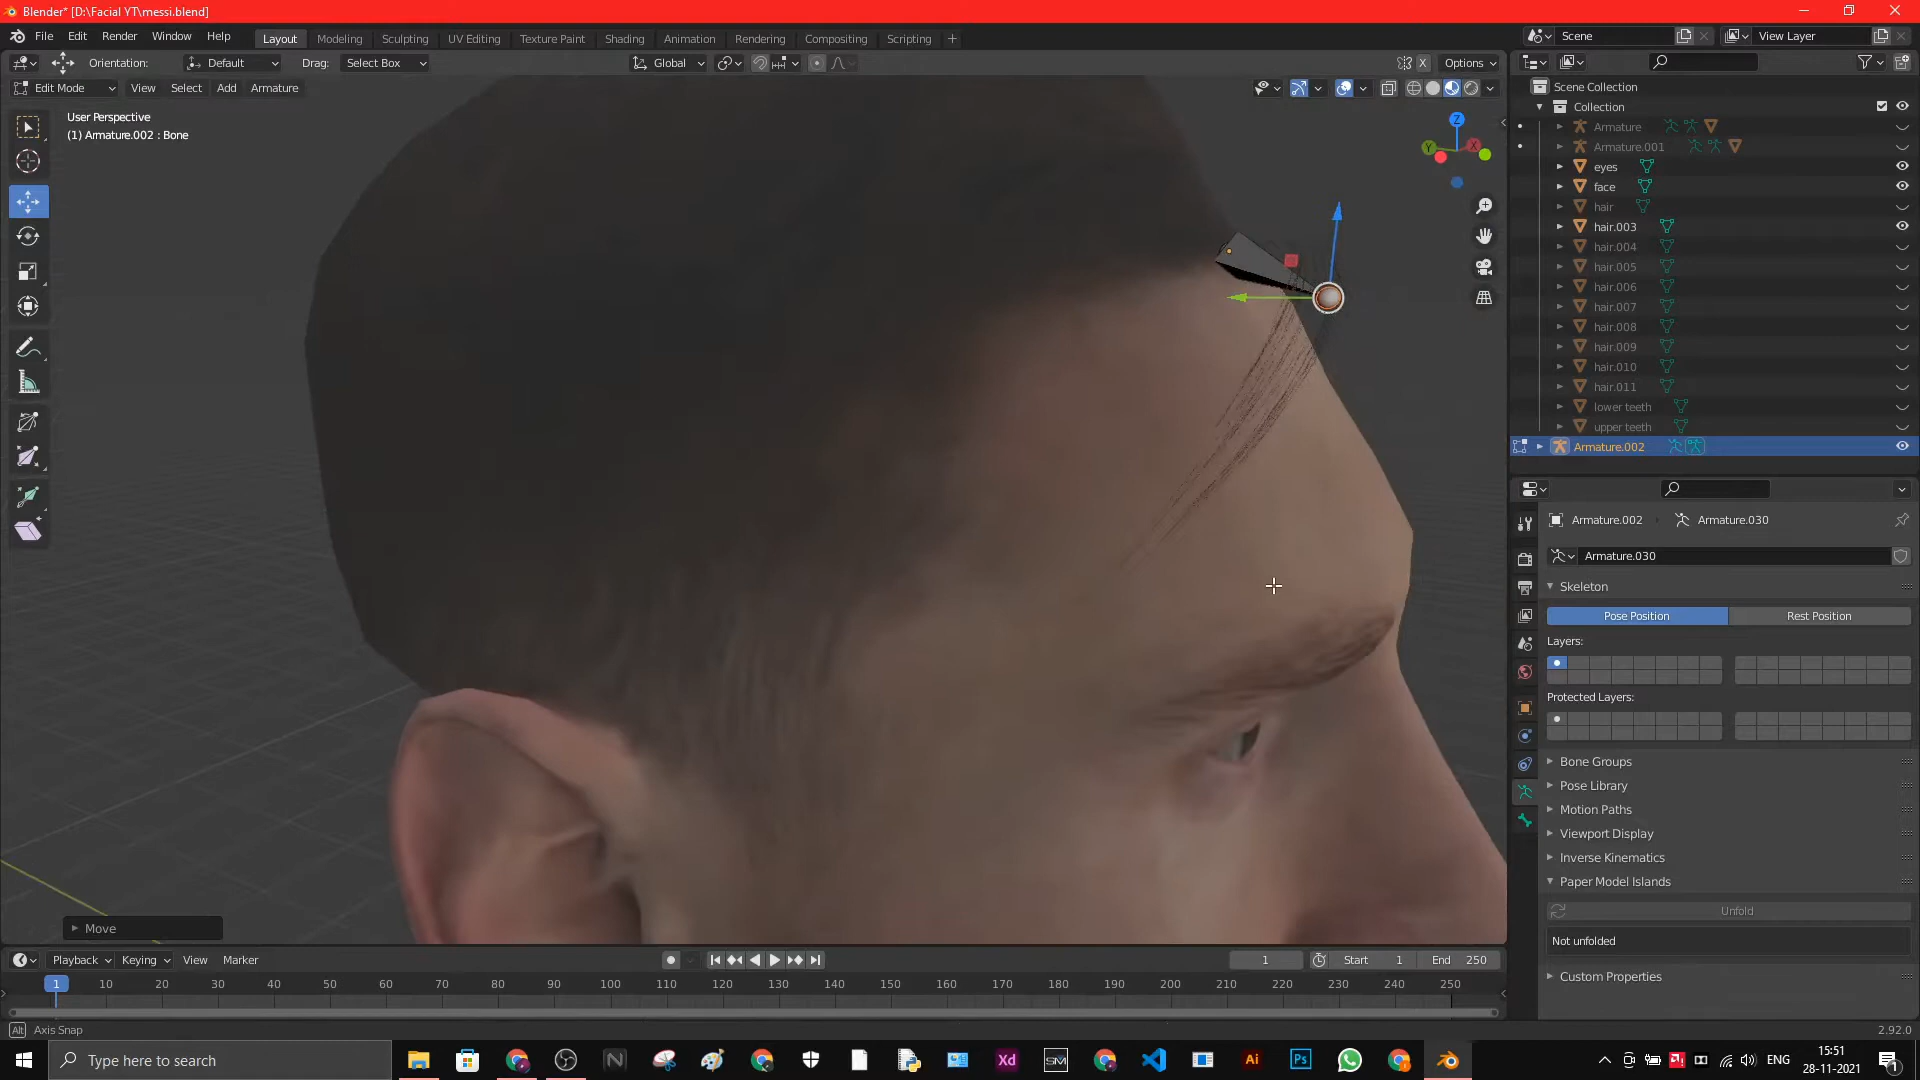 Blender* [D:\Facial YT\messi.blend]
File Edit Render Window Help
Layout Modeling Sculpting UV Editing Texture Paint Shading Animation Rendering Compositing Scripting +
Scene
View Layer
Orientation: Default Drag: Select Box Global X Options
Edit Mode View Select Add Armature
User Perspective
(1) Armature.002 : Bone
Z
Y
X
Scene Collection
Collection
Armature
Armature.001
eyes
face
hair
hair.003
hair.004
hair.005
hair.006
hair.007
hair.008
hair.009
hair.010
hair.011
lower teeth
upper teeth
Armature.002
Armature.002 Armature.030
Armature.030
Skeleton
Pose Position Rest Position
Layers:
Protected Layers:
Bone Groups
Pose Library
Motion Paths
Viewport Display
Inverse Kinematics
Paper Model Islands
Unfold
Not unfolded
Custom Properties
Move
Playback Keying View Marker 1 Start 1 End 250
1 10 20 30 40 50 60 70 80 90 100 110 120 130 140 150 160 170 180 190 200 210 220 230 240 250
Alt Axis Snap
2.92.0
Type here to search
N
Xd
SM
Ai
Ps
ENG
15:51
28-11-2021
1